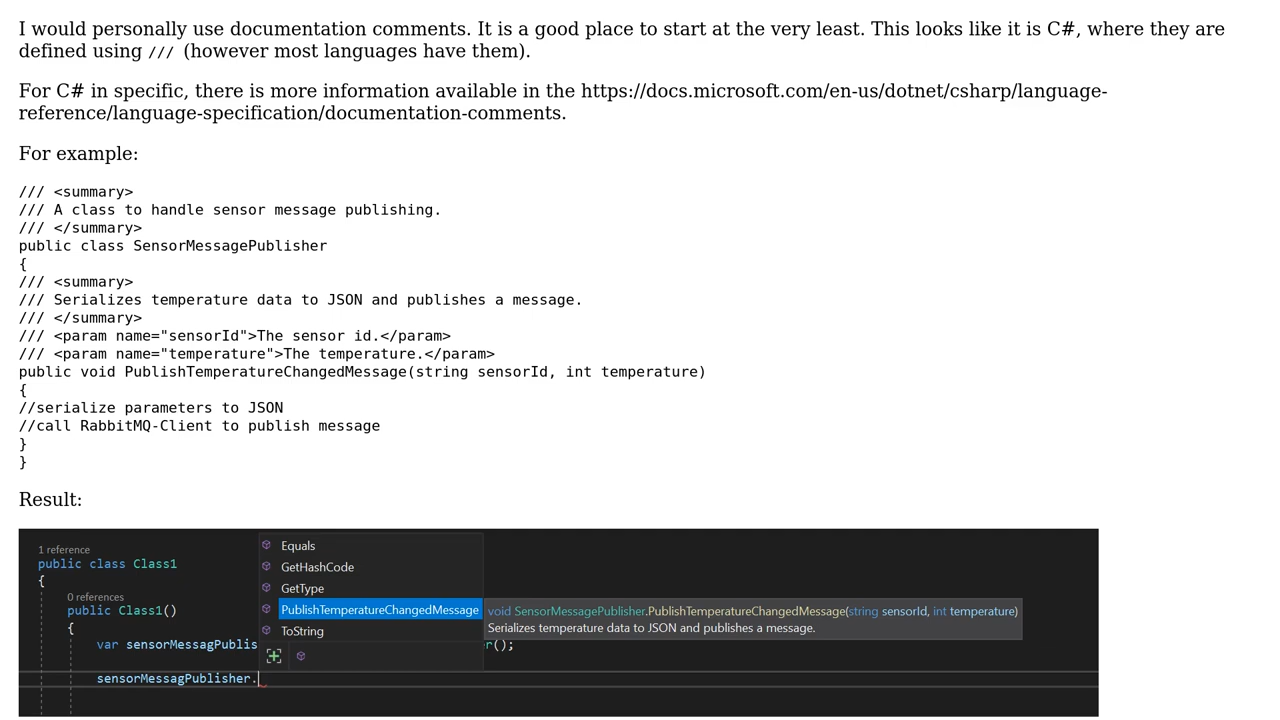 I would personally use documentation comments. It is a good place to start at the very least. This looks like it is C#, where they are
defined using /// (however most languages have them).
For C# in specific, there is more information available in the https://docs.microsoft.com/en-us/dotnet/csharp/language-
reference/language-specification/documentation-comments.
For example:
/// <summary>
/// A class to handle sensor message publishing.
/// </summary>
public class SensorMessagePublisher
{
/// <summary>
/// Serializes temperature data to JSON and publishes a message.
/// </summary>
/// <param name="sensorId">The sensor id.</param>
/// <param name="temperature">The temperature.</param>
public void PublishTemperatureChangedMessage(string sensorId, int temperature)
{
//serialize parameters to JSON
//call RabbitMQ-Client to publish message
}
}
Result:
1 reference
public class Class1
{
0 references
public Class1()
{
var sensorMessagPublis
r();
sensorMessagPublisher.
Equals
GetHashCode
GetType
PublishTemperatureChangedMessage
ToString
void SensorMessagePublisher.PublishTemperatureChangedMessage(string sensorId, int temperature)
Serializes temperature data to JSON and publishes a message.